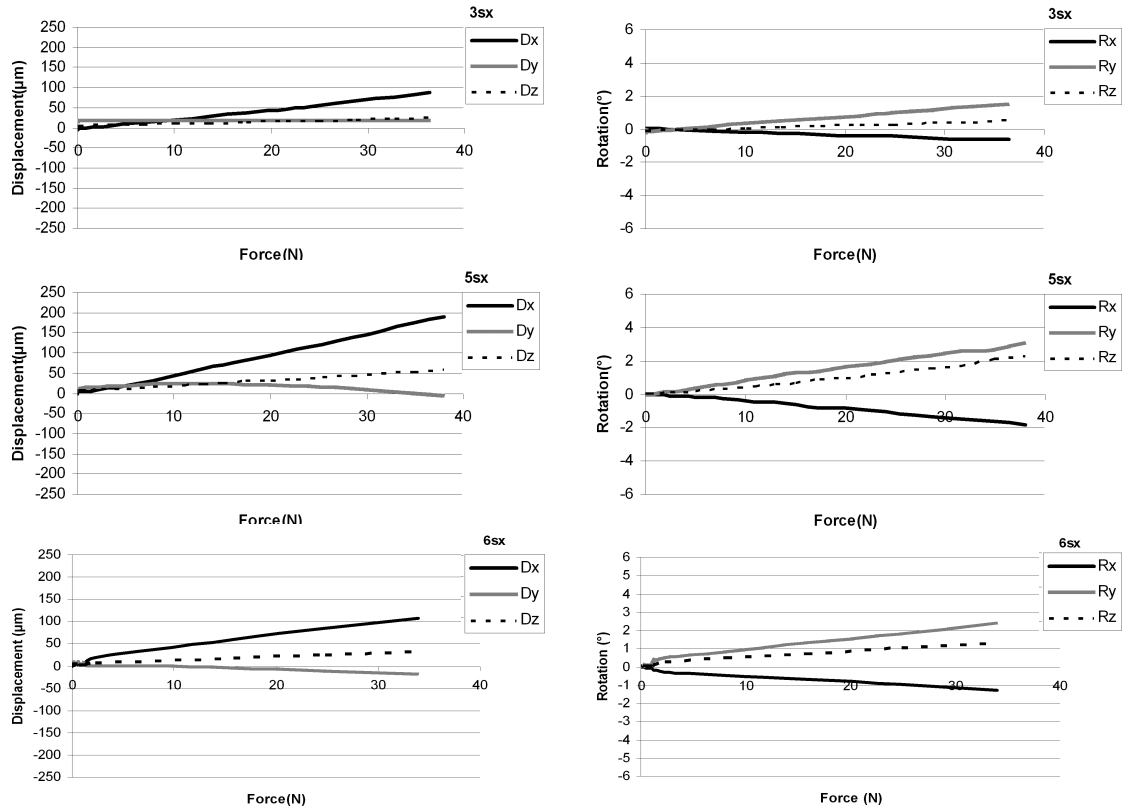 3sx
250
200
150
100
50
0
-50
-100
-150
-200
-250
0 10 20 30 40
Displacement(µm)
Force(N)
Dx
Dy
Dz
3sx
6
4
2
0
-2
-4
-6
0 10 20 30 40
Rotation(°)
Force(N)
Rx
Ry
Rz
5sx
250
200
150
100
50
0
-50
-100
-150
-200
-250
0 10 20 30 40
Displacement(µm)
Force(N)
Dx
Dy
Dz
5sx
6
4
2
0
-2
-4
-6
0 10 20 30 40
Rotation(°)
Force(N)
Rx
Ry
Rz
6sx
250
200
150
100
50
0
-50
-100
-150
-200
-250
0 10 20 30 40
Displacement (µm)
Force(N)
Dx
Dy
Dz
6sx
6
5
4
3
2
1
0
-1
-2
-3
-4
-5
-6
0 10 20 30 40
Rotation (°)
Force (N)
Rx
Ry
Rz